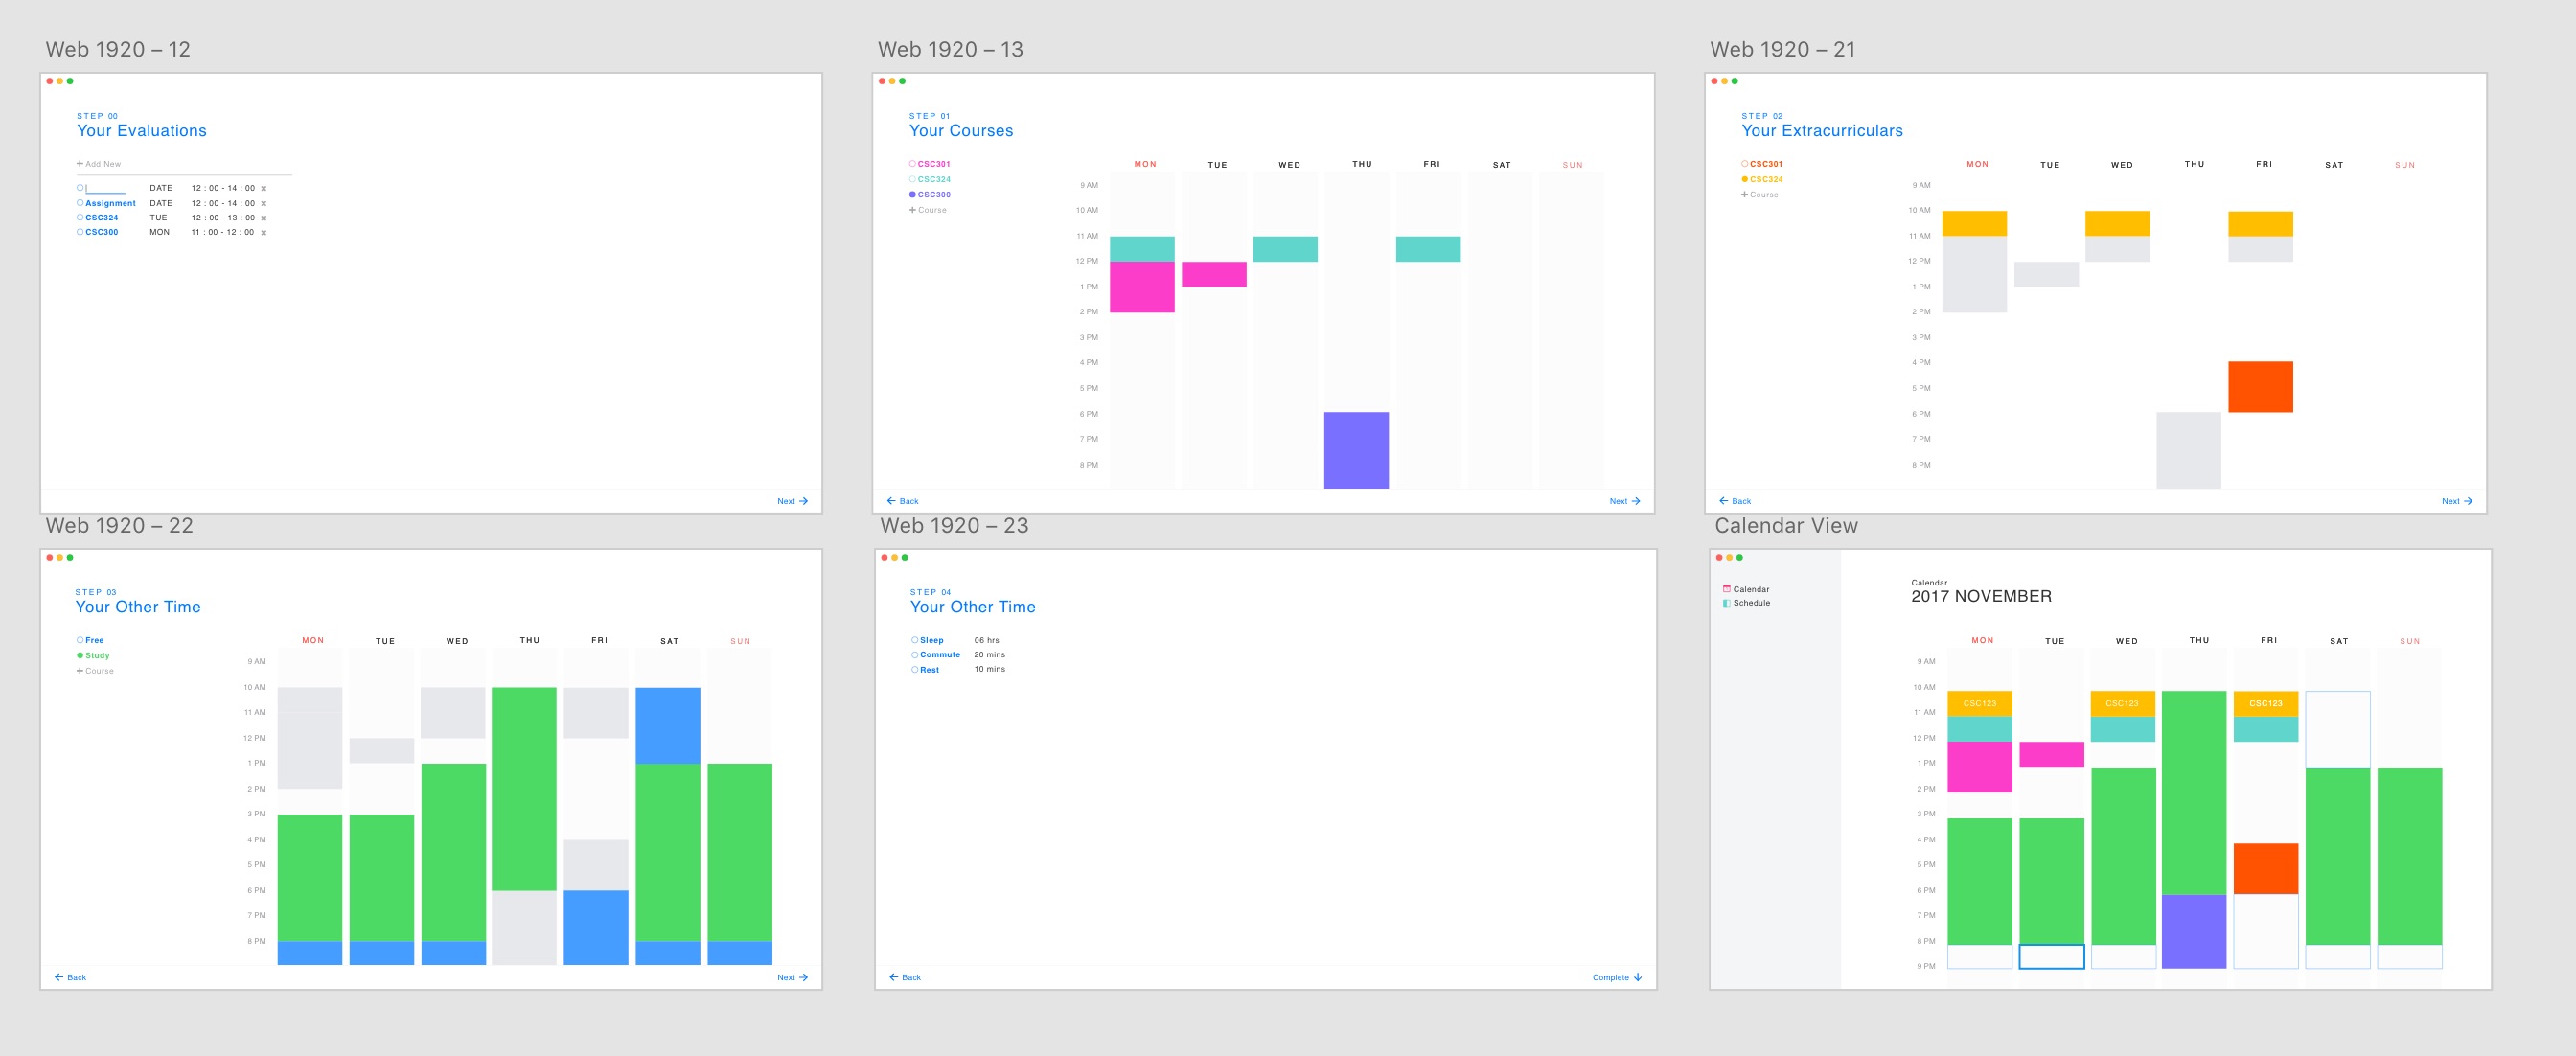 Web 1920 – 12
STEP 00
Your Evaluations
+ Add New
DATE 12 : 00 - 14 : 00 ×
Assignment DATE 12 : 00 - 14 : 00 ×
CSC324 TUE 12 : 00 - 13 : 00 ×
CSC300 MON 11 : 00 - 12 : 00 ×
Next →
Web 1920 – 13
STEP 01
Your Courses
CSC301
CSC324
CSC300
+ Course
MON TUE WED THU FRI SAT SUN
9 AM
10 AM
11 AM
12 PM
1 PM
2 PM
3 PM
4 PM
5 PM
6 PM
7 PM
8 PM
← Back Next →
Web 1920 – 21
STEP 02
Your Extracurriculars
CSC301
CSC324
+ Course
MON TUE WED THU FRI SAT SUN
9 AM
10 AM
11 AM
12 PM
1 PM
2 PM
3 PM
4 PM
5 PM
6 PM
7 PM
8 PM
← Back Next →
Web 1920 – 22
STEP 03
Your Other Time
Free
Study
+ Course
MON TUE WED THU FRI SAT SUN
9 AM
10 AM
11 AM
12 PM
1 PM
2 PM
3 PM
4 PM
5 PM
6 PM
7 PM
8 PM
← Back Next →
Web 1920 – 23
STEP 04
Your Other Time
Sleep 06 hrs
Commute 20 mins
Rest 10 mins
← Back Complete ↓
Calendar View
Calendar
Schedule
Calendar
2017 NOVEMBER
MON TUE WED THU FRI SAT SUN
9 AM
10 AM
CSC123 CSC123 CSC123
11 AM
12 PM
1 PM
2 PM
3 PM
4 PM
5 PM
6 PM
7 PM
8 PM
9 PM